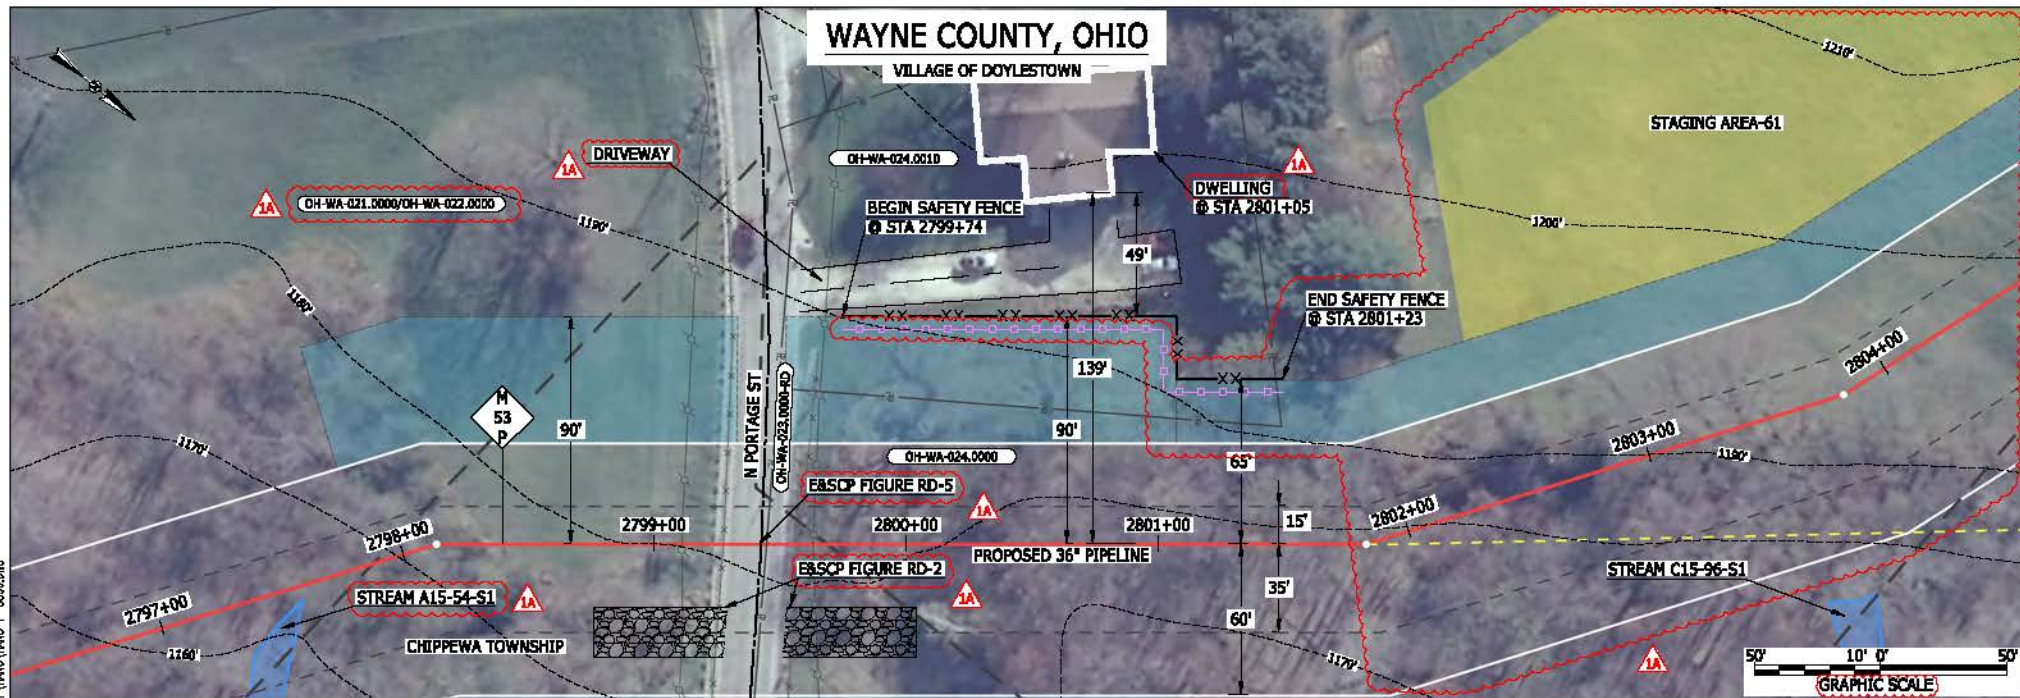 WAYNE COUNTY, OHIO
VILLAGE OF DOYLESTOWN
1210'
STAGING AREA-61
DRIVEWAY
1A
OH-WA-024.0010
1A
DWELLING
@ STA 2801+05
1A
OH-WA-021.0000/OH-WA-022.0000
BEGIN SAFETY FENCE
@ STA 2799+74
1190'
1200'
49'
1180'
END SAFETY FENCE
@ STA 2801+23
2804+00
139'
M
53
P
90'
N PORTAGE ST
OH-WA-023.0000-RD
90'
1170'
OH-WA-024.0000
65'
2803+00
1190'
E&SCP FIGURE RD-5
1A
2798+00
2799+00
2800+00
2801+00
15'
2802+00
PROPOSED 36" PIPELINE
E&SCP FIGURE RD-2
1A
STREAM C15-96-S1
2797+00
STREAM A15-54-S1
1A
35'
60'
1160'
CHIPPEWA TOWNSHIP
1170'
1A
50' 10' 0' 50'
GRAPHIC SCALE